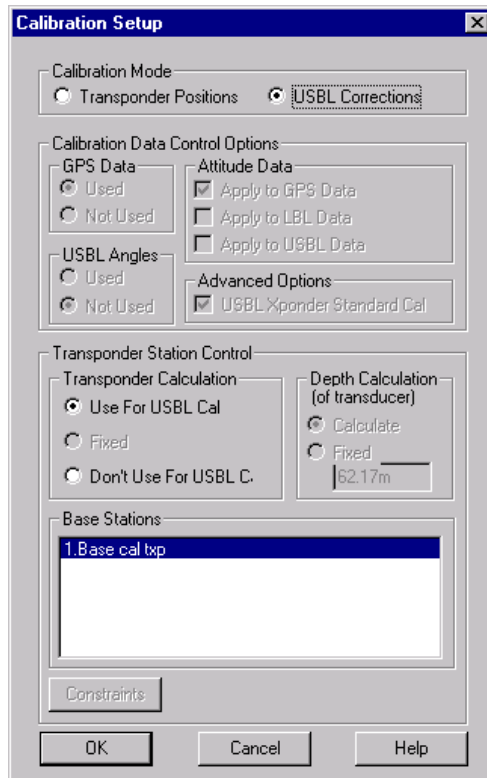 Calibration Setup
Calibration Mode
Transponder Positions
USBL Corrections
Calibration Data Control Options
GPS Data
Used
Not Used
Attitude Data
Apply to GPS Data
Apply to LBL Data
Apply to USBL Data
USBL Angles
Used
Not Used
Advanced Options
USBL Xponder Standard Cal
Transponder Station Control
Transponder Calculation
Use For USBL Cal
Fixed
Don't Use For USBL C.
Depth Calculation
(of transducer)
Calculate
Fixed
62.17m
Base Stations
1.Base cal txp
Constraints
OK
Cancel
Help